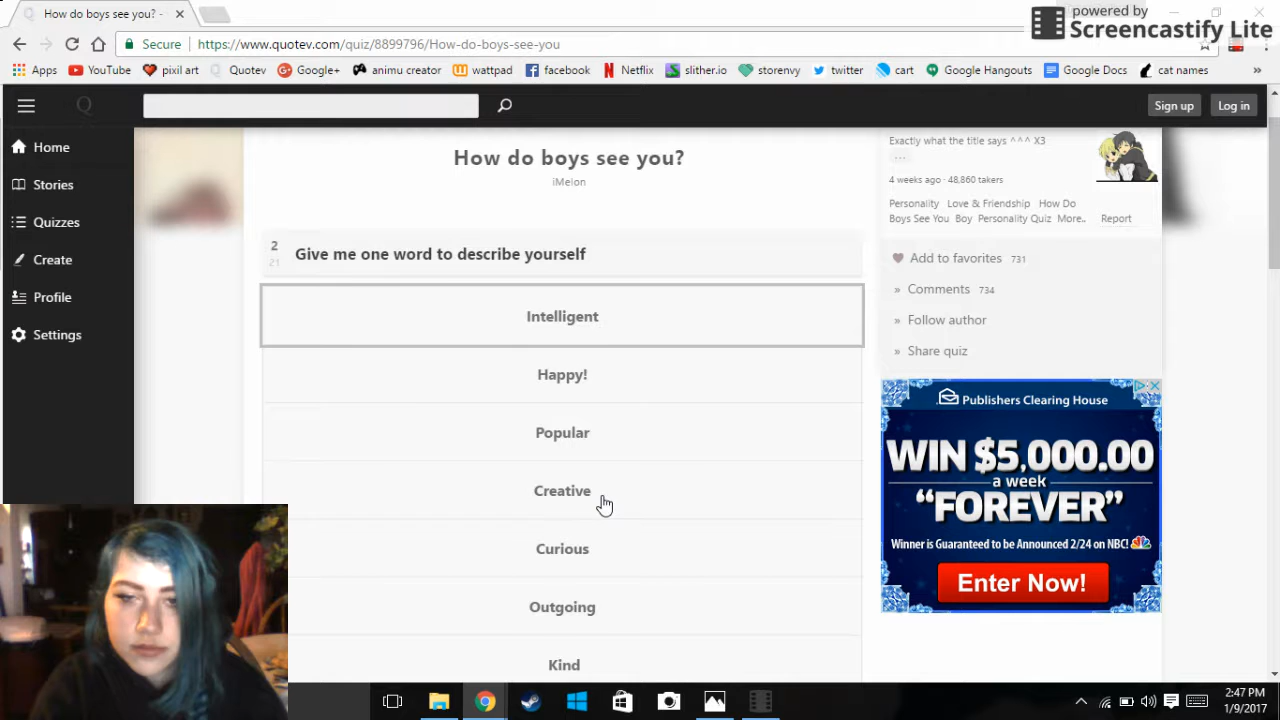 How do boys see you? -
powered by
Screencastify Lite
Secure
https://www.quotev.com/quiz/8899796/How-do-boys-see-you
Apps
YouTube
pixil art
Quotev
Google+
animu creator
wattpad
facebook
Netflix
slither.io
storenvy
twitter
cart
Google Hangouts
Google Docs
cat names
»
Q
Sign up
Log in
Home
Stories
Quizzes
Create
Profile
Settings
How do boys see you?
iMelon
2
21
Give me one word to describe yourself
Intelligent
Happy!
Popular
Creative
Curious
Outgoing
Kind
Exactly what the title says ^^^ X3
...
4 weeks ago · 48,860 takers
Personality Love & Friendship How Do
Boys See You Boy Personality Quiz More.. Report
Add to favorites 731
» Comments 734
» Follow author
» Share quiz
Publishers Clearing House
WIN $5,000.00
a week
“FOREVER”
Winner is Guaranteed to be Announced 2/24 on NBC!
Enter Now!
2:47 PM
1/9/2017